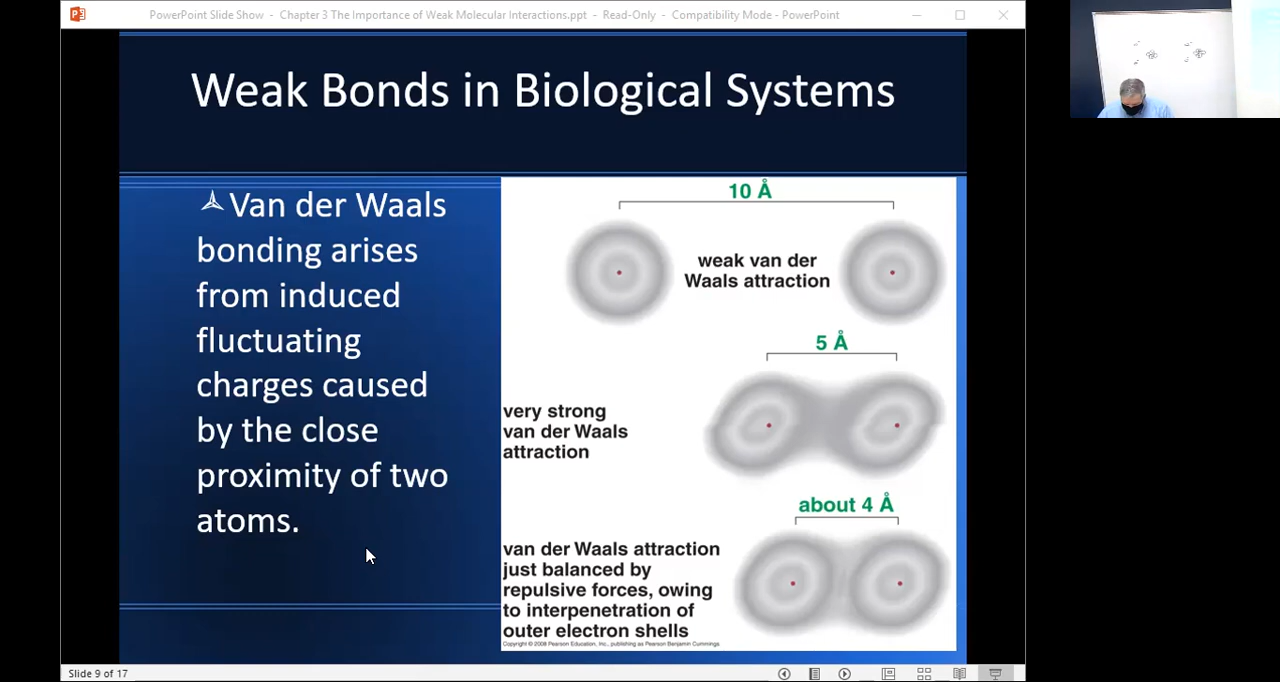 PowerPoint Slide Show - Chapter 3 The Importance of Weak Molecular Interactions.ppt - Read-Only - Compatibility Mode - PowerPoint
Weak Bonds in Biological Systems
Van der Waals
bonding arises
from induced
fluctuating
charges caused
by the close
proximity of two
atoms.
10 Å
weak van der
Waals attraction
5 Å
very strong
van der Waals
attraction
about 4 Å
van der Waals attraction
just balanced by
repulsive forces, owing
to interpenetration of
outer electron shells
Copyright © 2008 Pearson Education, Inc., publishing as Pearson Benjamin Cummings.
Slide 9 of 17